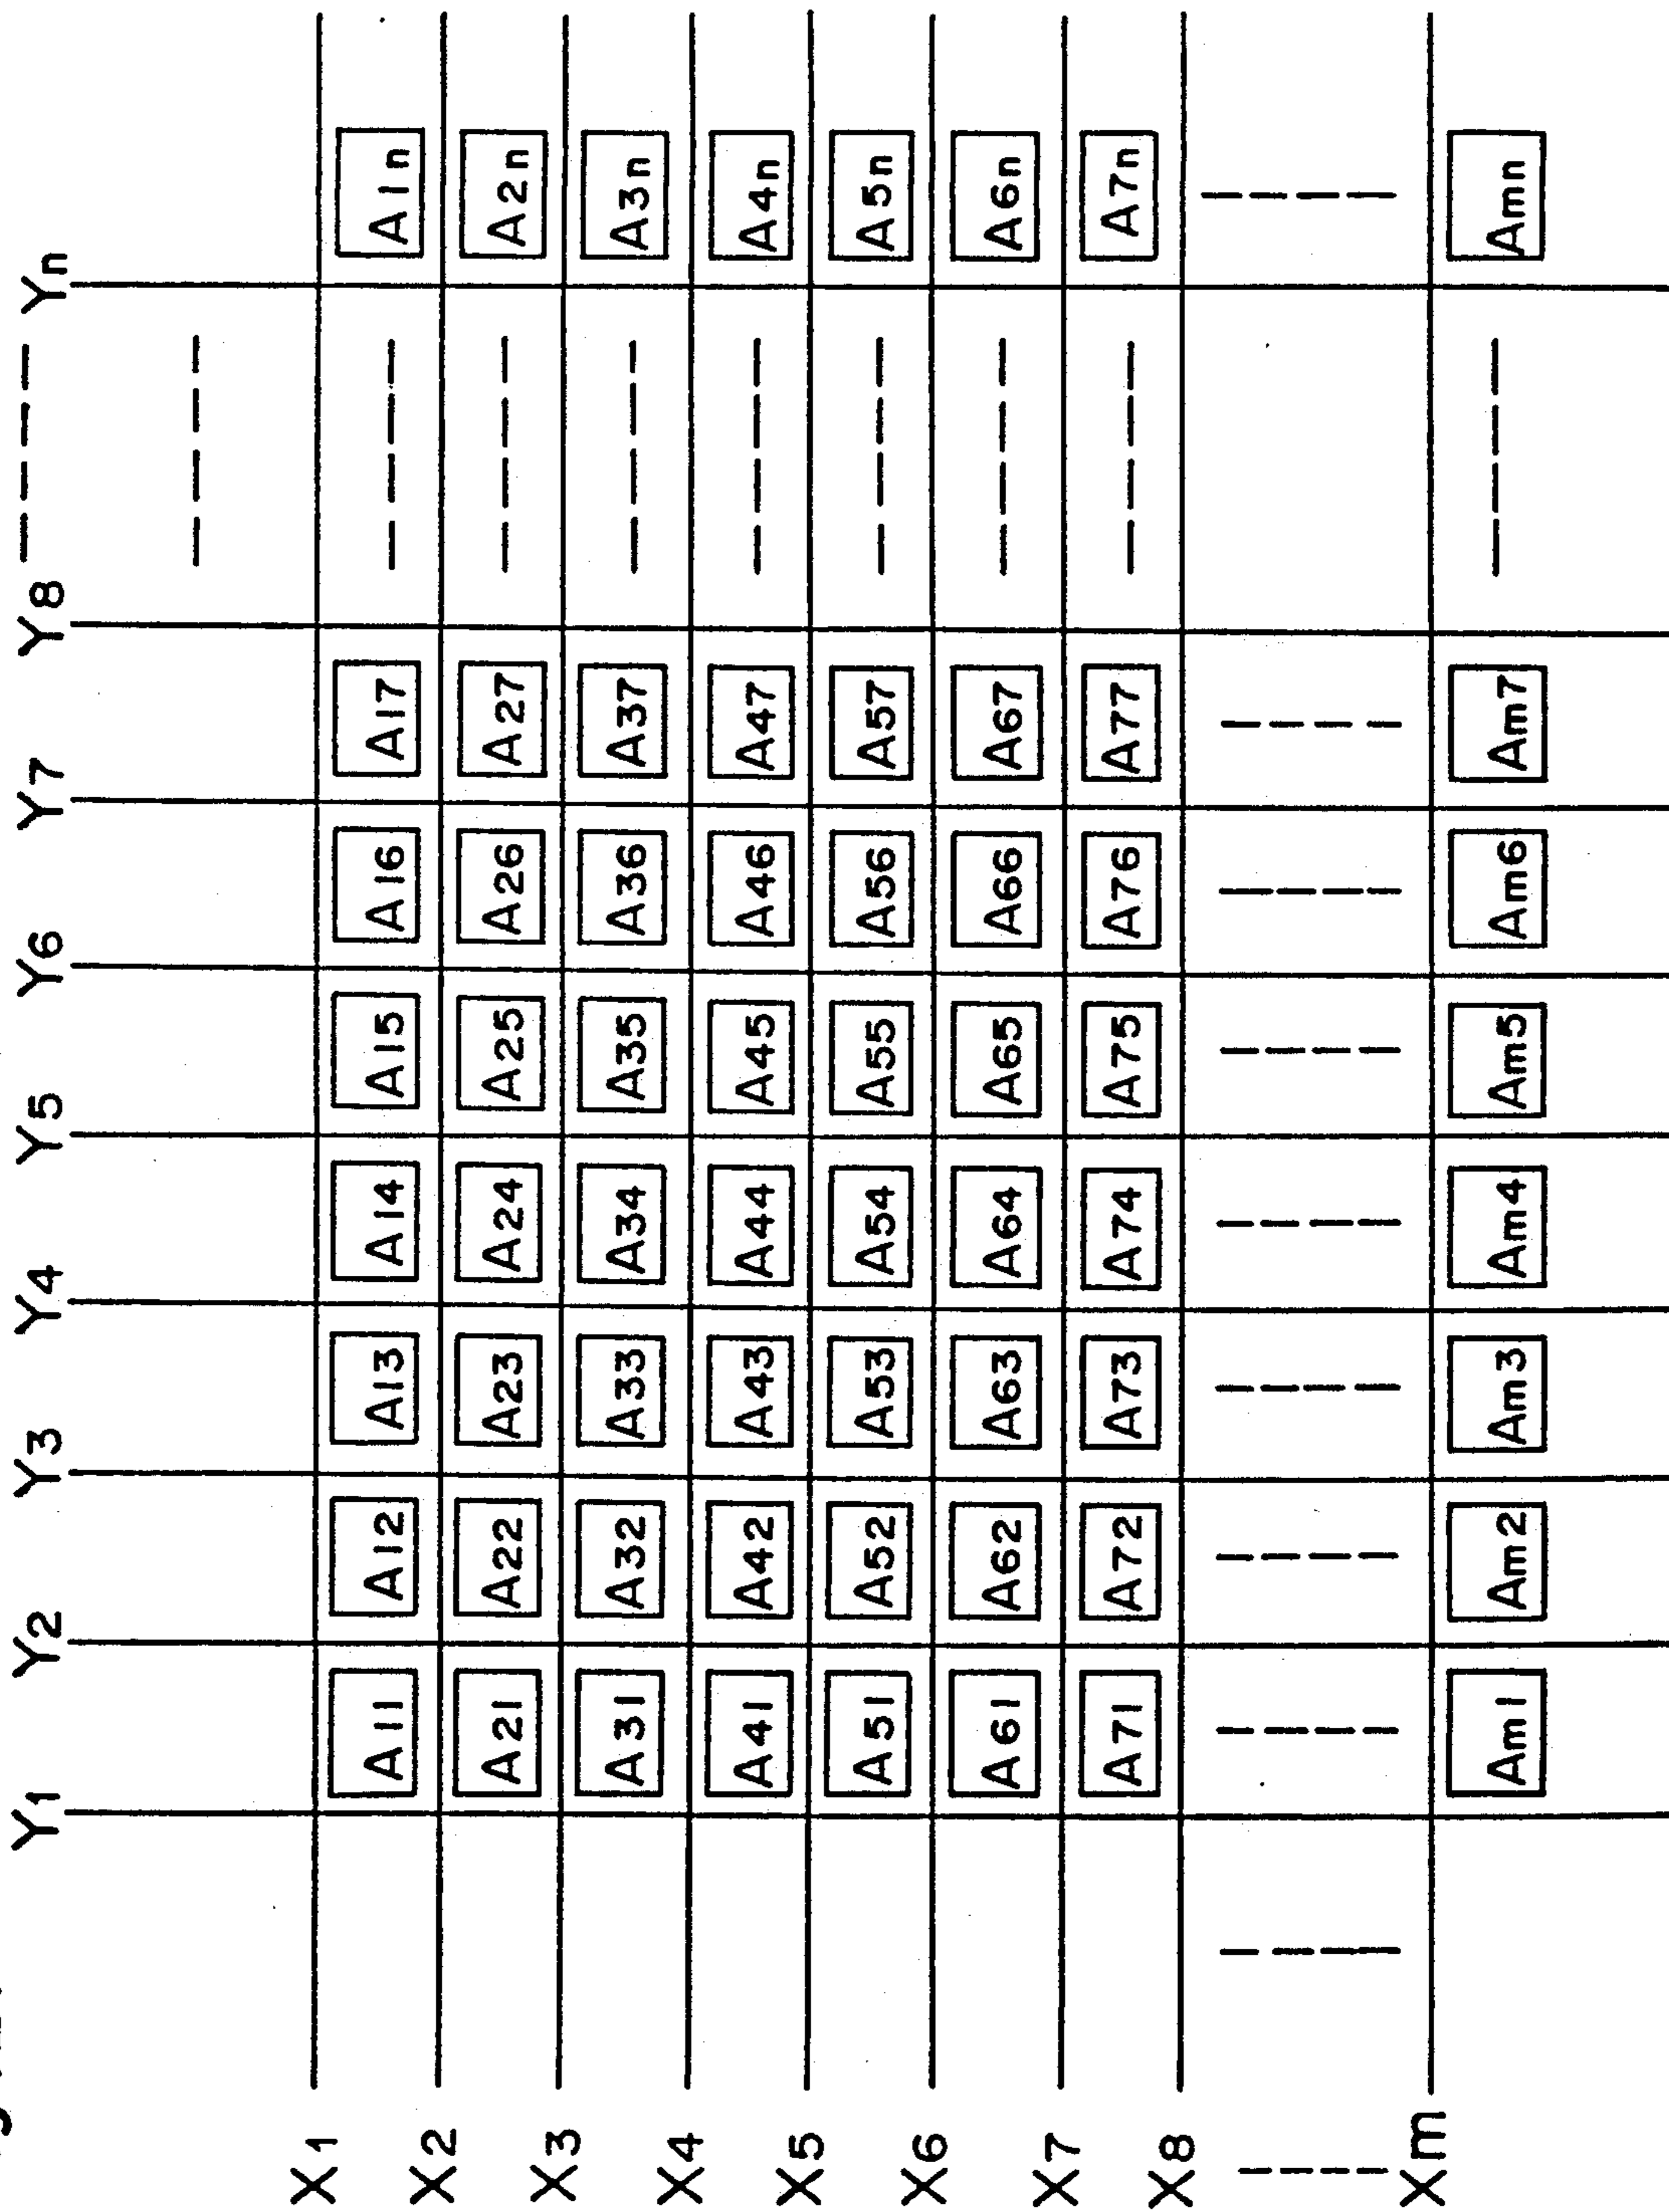 Y1 Y2 Y3 Y4 Y5 Y6 Y7 Y8 Yn
X1
A11 A12 A13 A14 A15 A16 A17 A1n
X2
A21 A22 A23 A24 A25 A26 A27 A2n
X3
A31 A32 A33 A34 A35 A36 A37 A3n
X4
A41 A42 A43 A44 A45 A46 A47 A4n
X5
A51 A52 A53 A54 A55 A56 A57 A5n
X6
A61 A62 A63 A64 A65 A66 A67 A6n
X7
A71 A72 A73 A74 A75 A76 A77 A7n
X8
Xm
Am1 Am2 Am3 Am4 Am5 Am6 Am7 Amn